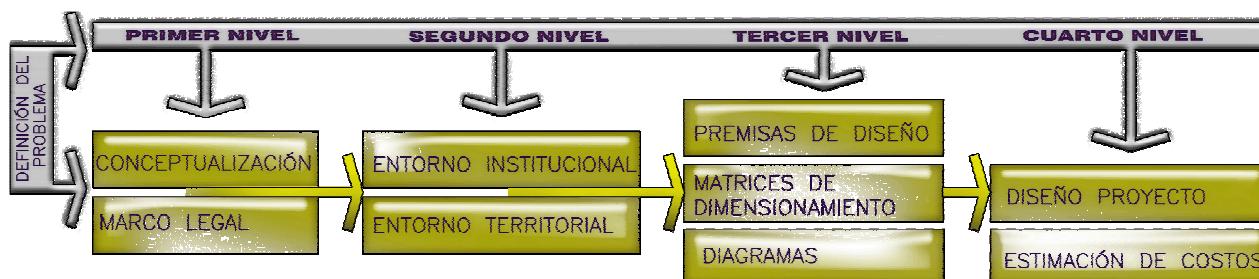 PRIMER NIVEL
SEGUNDO NIVEL
TERCER NIVEL
CUARTO NIVEL
DEFINICIÓN DEL
PROBLEMA
CONCEPTUALIZACIÓN
MARCO LEGAL
ENTORNO INSTITUCIONAL
ENTORNO TERRITORIAL
PREMISAS DE DISEÑO
MATRICES DE
DIMENSIONAMIENTO
DIAGRAMAS
DISEÑO PROYECTO
ESTIMACIÓN DE COSTOS